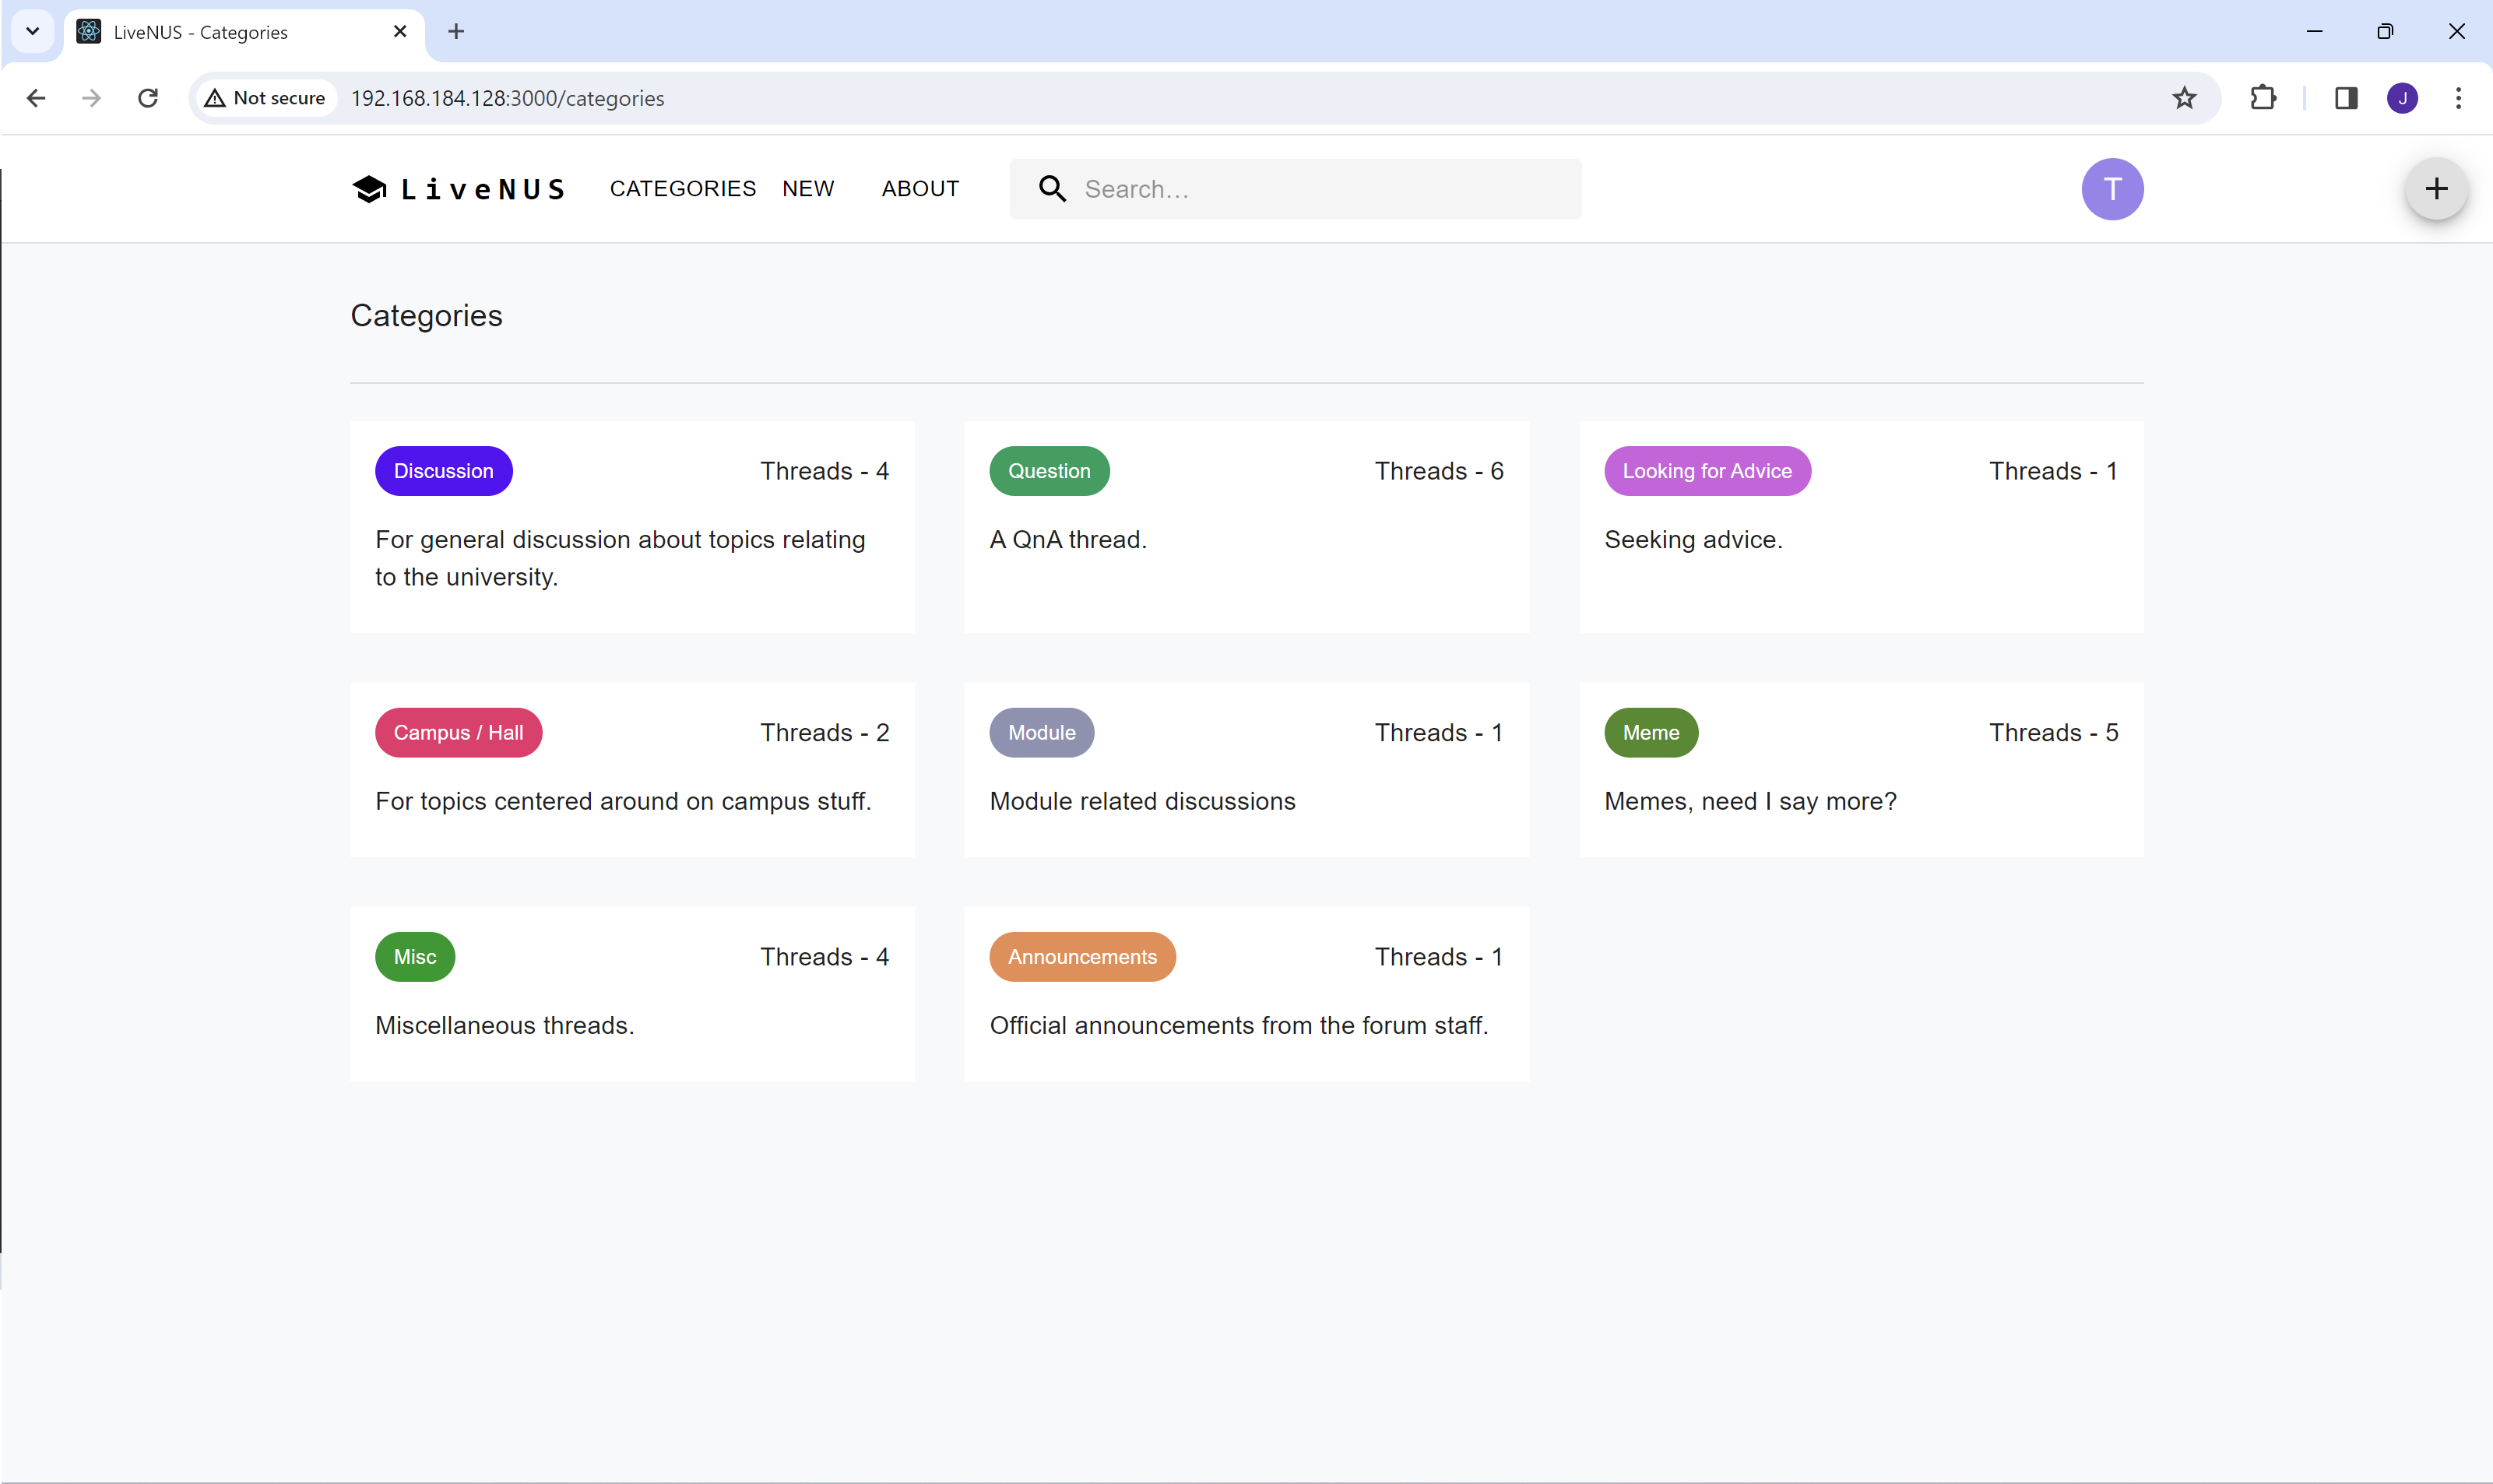 LiveNUS - Categories
Not secure
192.168.184.128:3000/categories
J
LiveNUS CATEGORIES NEW ABOUT Search… T
Categories
Discussion Threads - 4
For general discussion about topics relating
to the university.
Question Threads - 6
A QnA thread.
Looking for Advice Threads - 1
Seeking advice.
Campus / Hall Threads - 2
For topics centered around on campus stuff.
Module Threads - 1
Module related discussions
Meme Threads - 5
Memes, need I say more?
Misc Threads - 4
Miscellaneous threads.
Announcements Threads - 1
Official announcements from the forum staff.